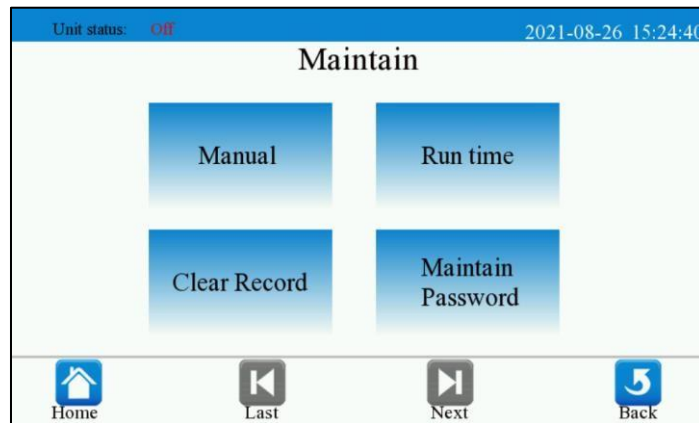 Unit status: Off 2021-08-26 15:24:40
Maintain
Manual Run time
Clear Record Maintain
Password
Home Last Next Back